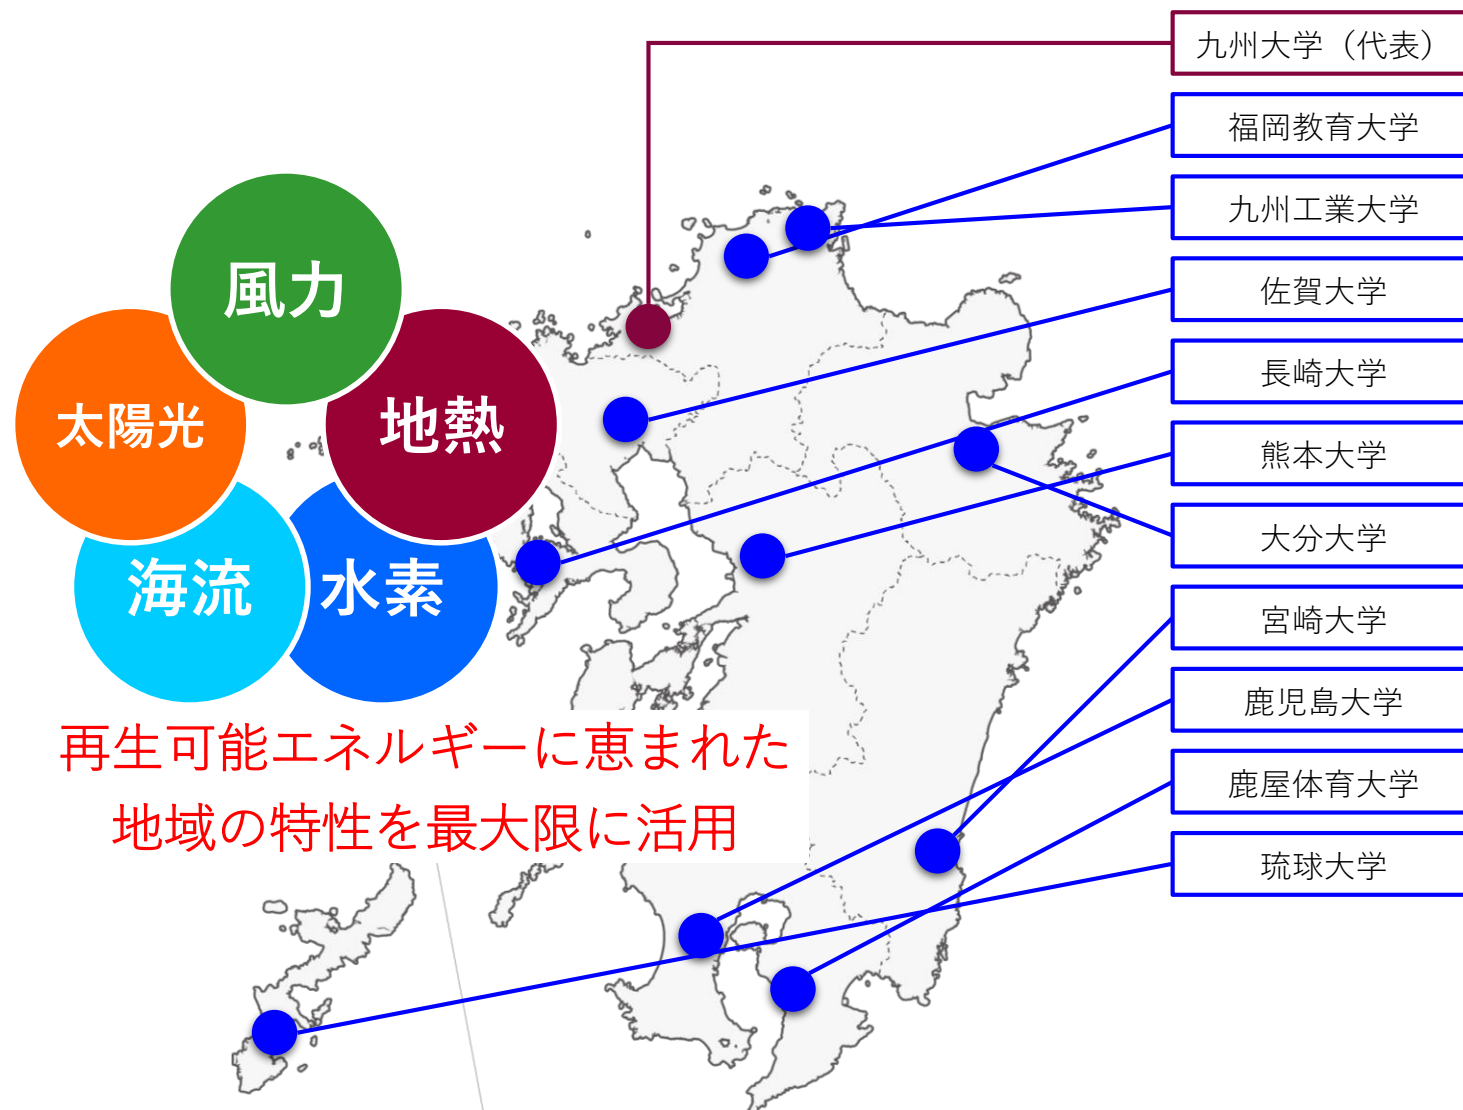 九州大学（代表）
福岡教育大学
九州工業大学
佐賀大学
長崎大学
熊本大学
大分大学
宮崎大学
鹿児島大学
鹿屋体育大学
琉球大学
風力
太陽光
地熱
海流
水素
再生可能エネルギーに恵まれた
地域の特性を最大限に活用